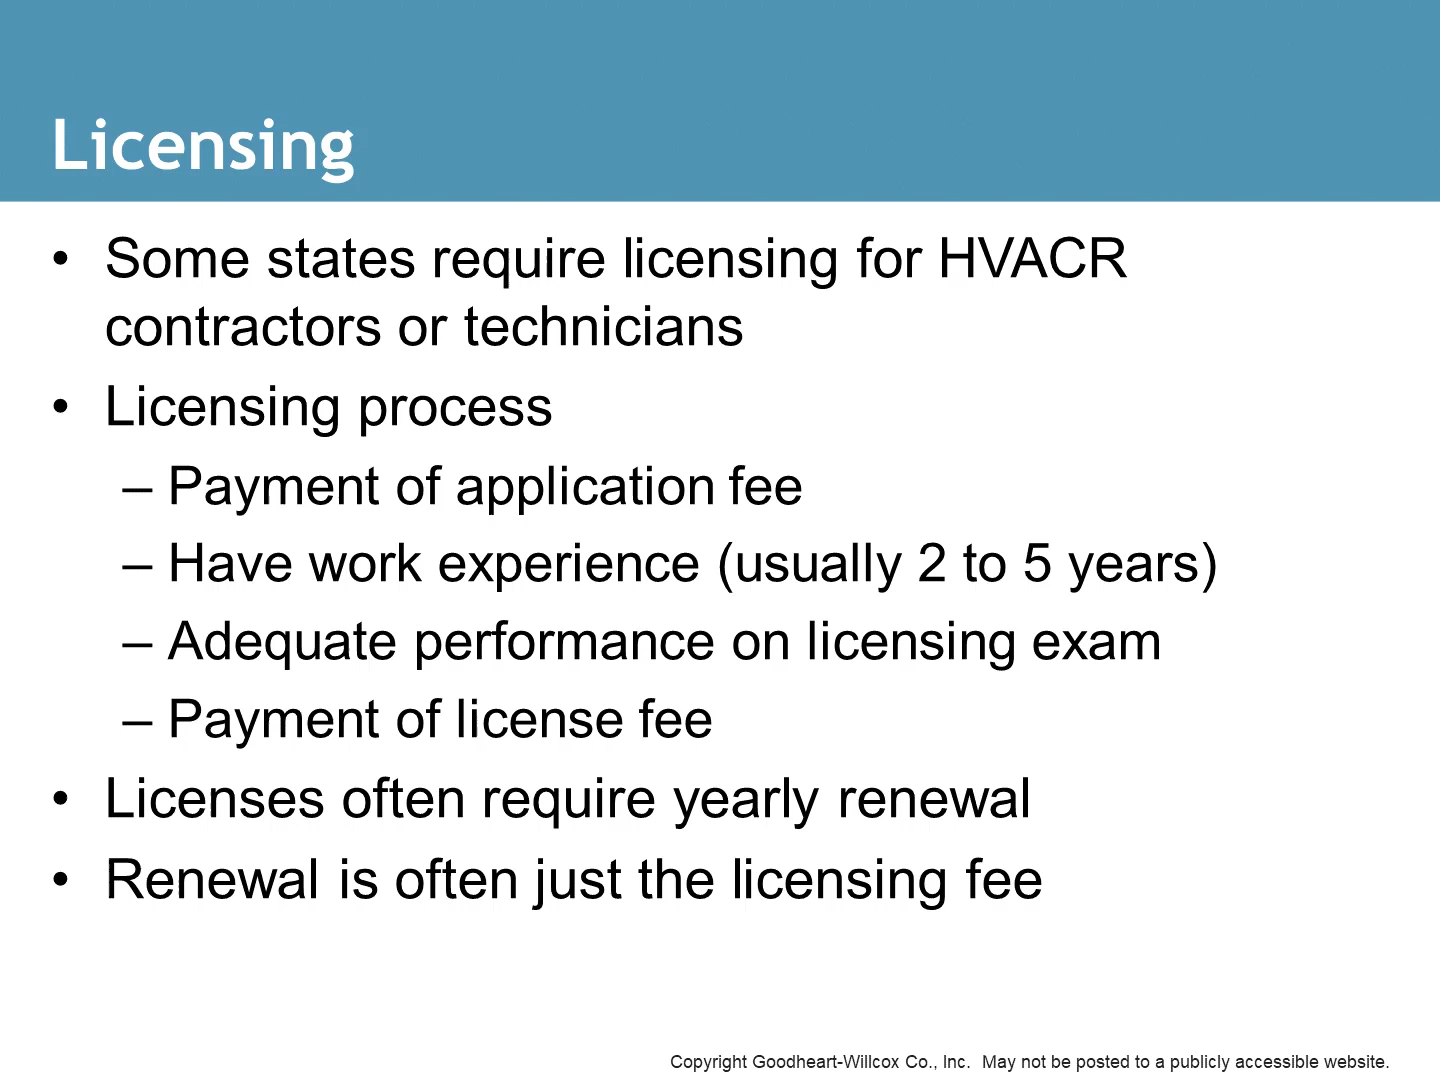 Licensing
• Some states require licensing for HVACR
contractors or technicians
• Licensing process
– Payment of application fee
– Have work experience (usually 2 to 5 years)
– Adequate performance on licensing exam
– Payment of license fee
• Licenses often require yearly renewal
• Renewal is often just the licensing fee
Copyright Goodheart-Willcox Co., Inc.  May not be posted to a publicly accessible website.